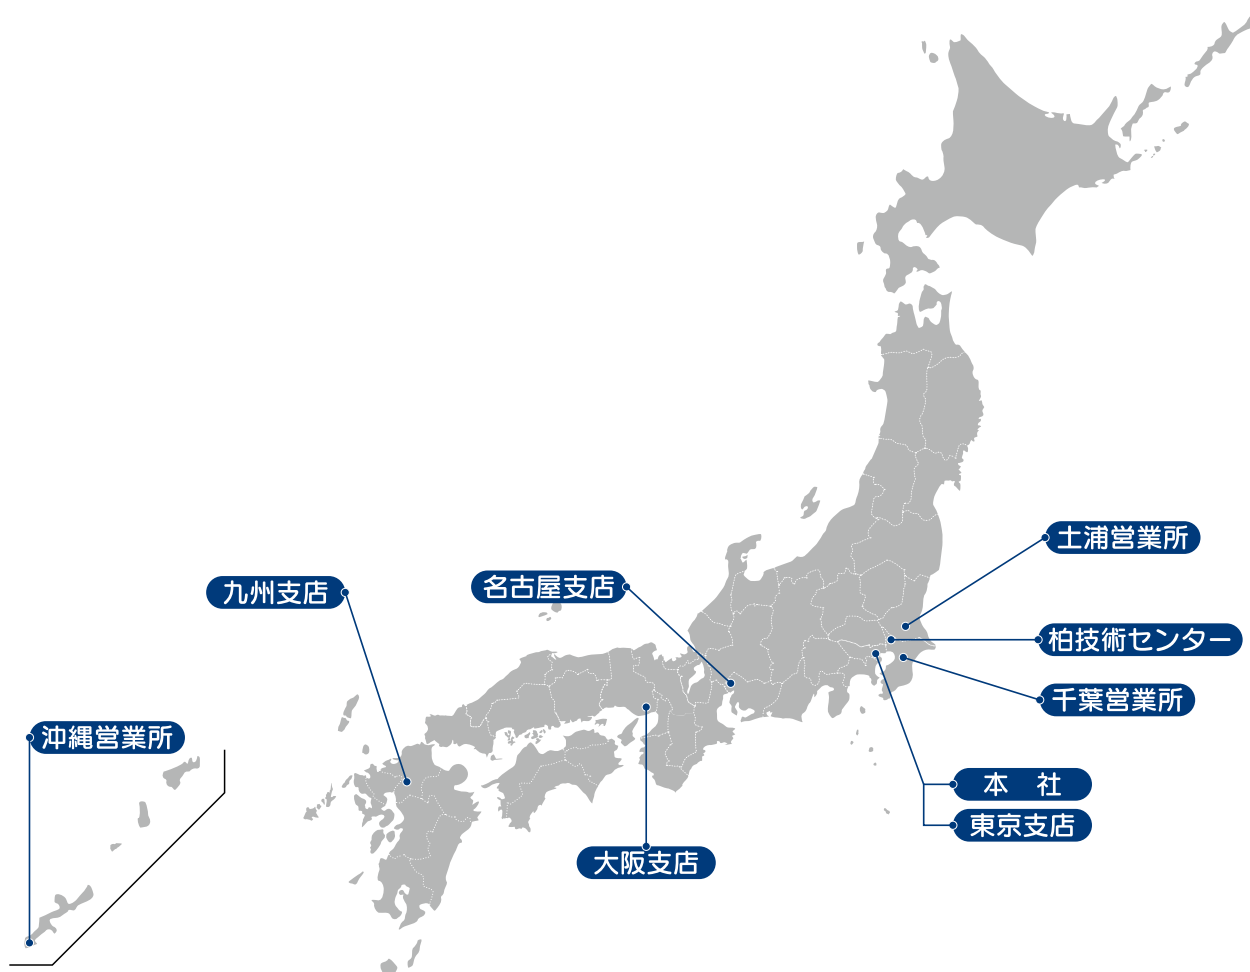 土浦営業所
九州支店
名古屋支店
柏技術センター
千葉営業所
沖縄営業所
本　社
東京支店
大阪支店